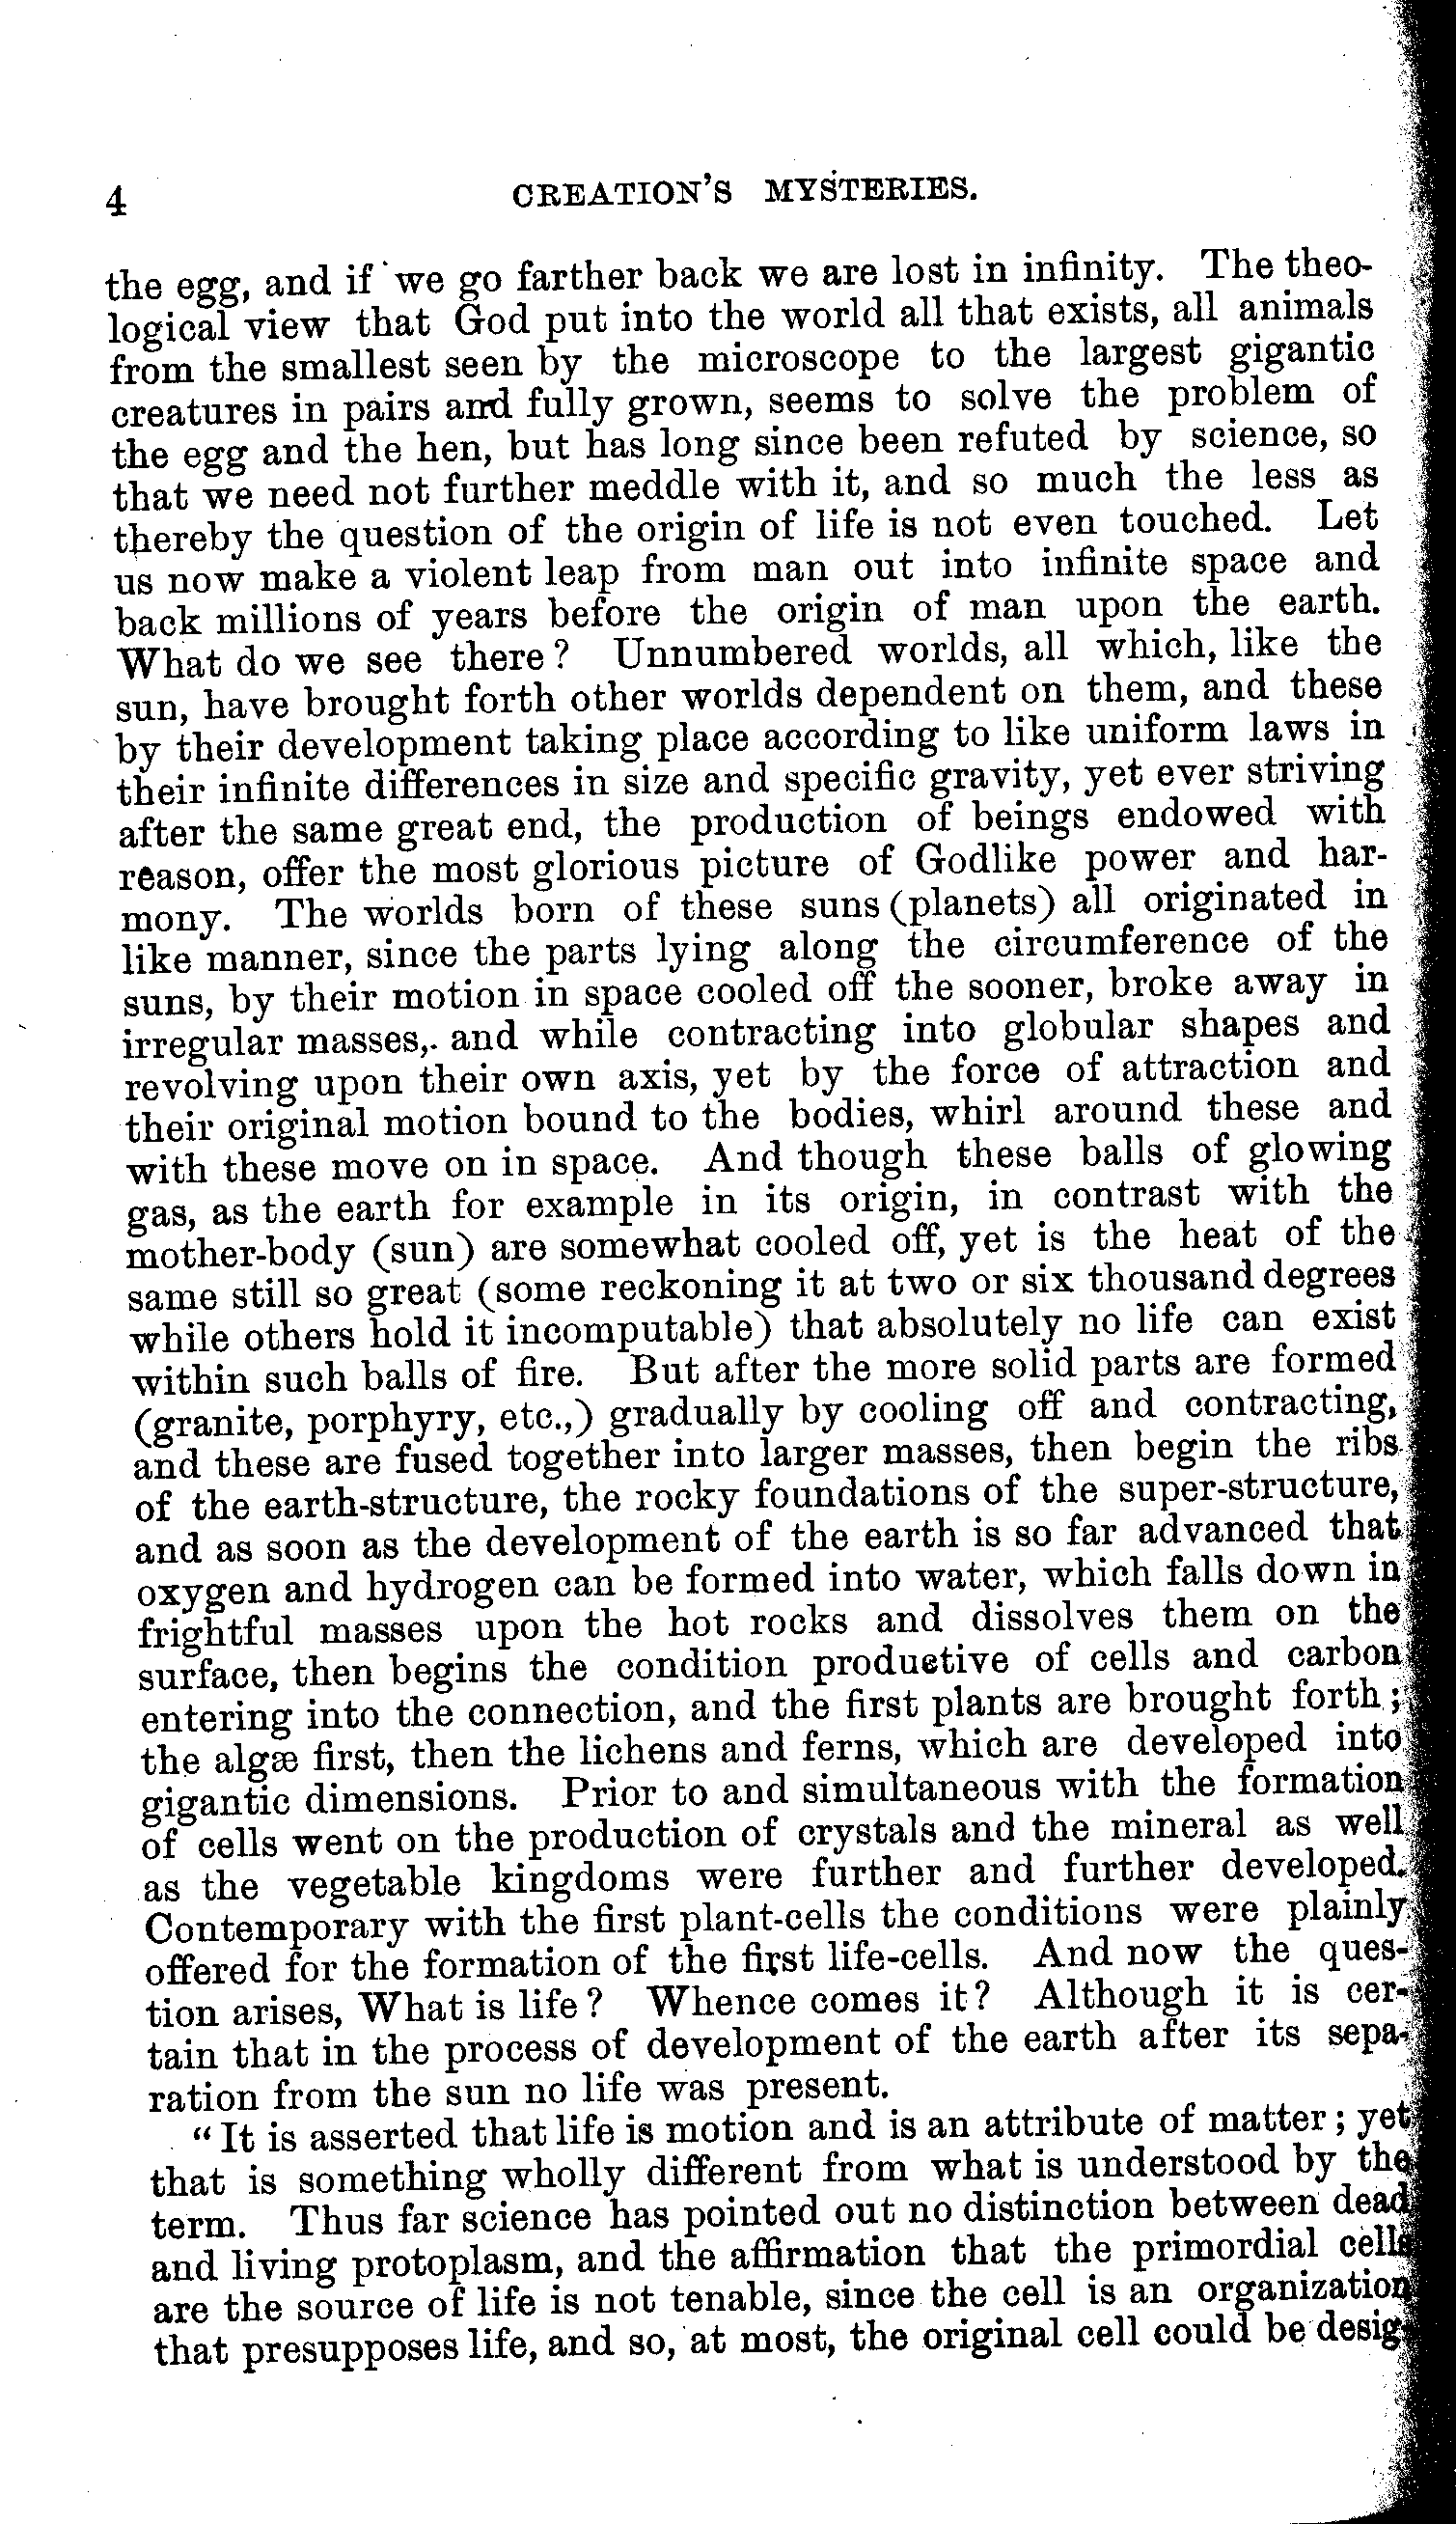 4 CREATION'S MYSTERIES.
the egg, and if we go farther back we are lost in infinity. The theo-
logical view that God put into the world all that exists, all animals
from the smallest seen by the microscope to the largest gigantic
creatures in pairs and fully grown, seems to solve the problem of
the egg and the hen, but has long since been refuted by science, so
that we need not further meddle with it, and so much the less as
thereby the question of the origin of life is not even touched. Let
us now make a violent leap from man out into infinite space and
back millions of years before the origin of man upon the earth.
What do we see there? Unnumbered worlds, all which, like the
sun, have brought forth other worlds dependent on them, and these
by their development taking place according to like uniform laws in
their infinite differences in size and specific gravity, yet ever striving
after the same great end, the production of beings endowed with
reason, offer the most glorious picture of Godlike power and har-
mony. The worlds born of these suns (planets) all originated in
like manner, since the parts lying along the circumference of the
suns, by their motion in space cooled off the sooner, broke away in
irregular masses, and while contracting into globular shapes and
revolving upon their own axis, yet by the force of attraction and
their original motion bound to the bodies, whirl around these and
with these move on in space. And though these balls of glowing
gas, as the earth for example in its origin, in contrast with the
mother-body (sun) are somewhat cooled off, yet is the heat of the
same still so great (some reckoning it at two or six thousand degrees
while others hold it incomputable) that absolutely no life can exist
within such balls of fire. But after the more solid parts are formed
(granite, porphyry, etc.,) gradually by cooling off and contracting,
and these are fused together into larger masses, then begin the ribs
of the earth-structure, the rocky foundations of the super-structure,
and as soon as the development of the earth is so far advanced that
oxygen and hydrogen can be formed into water, which falls down in
frightful masses upon the hot rocks and dissolves them on the
surface, then begins the condition productive of cells and carbon
entering into the connection, and the first plants are brought forth;
the algæ first, then the lichens and ferns, which are developed into
gigantic dimensions. Prior to and simultaneous with the formation
of cells went on the production of crystals and the mineral as well
as the vegetable kingdoms were further and further developed.
Contemporary with the first plant-cells the conditions were plainly
offered for the formation of the first life-cells. And now the ques-
tion arises, What is life? Whence comes it? Although it is cer-
tain that in the process of development of the earth after its sepa-
ration from the sun no life was present.
"It is asserted that life is motion and is an attribute of matter; yet
that is something wholly different from what is understood by the
term. Thus far science has pointed out no distinction between dead
and living protoplasm, and the affirmation that the primordial cells
are the source of life is not tenable, since the cell is an organization
that presupposes life, and so, at most, the original cell could be desig-